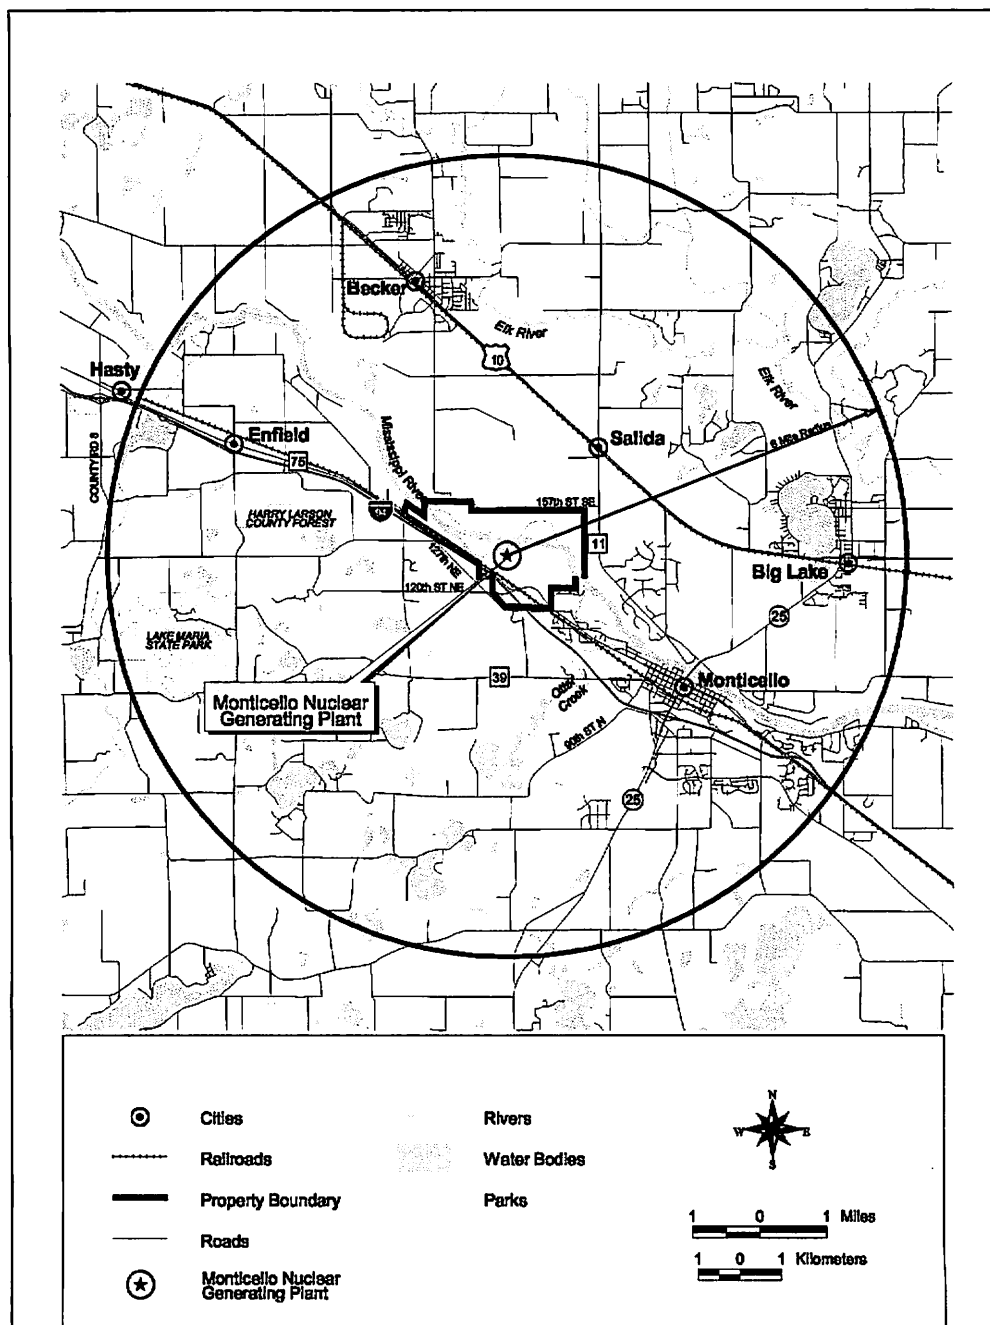 Becker
Elk River
10
Hasty
Elk River
Enfield
Mississippi River
Salida
6 Mile Radius
COUNTY RD 8
75
HARRY LARSON
COUNTY FOREST
94
157th ST SE
11
127th NE
120th ST NE
Big Lake
25
LAKE MARIA
STATE PARK
39
Otter
Creek
Monticello
Monticello Nuclear
Generating Plant
90th ST N
25
Cities
Railroads
Property Boundary
Roads
Monticello Nuclear
Generating Plant
Rivers
Water Bodies
Parks
N
W E
S
1 0 1 Miles
1 0 1 Kilometers